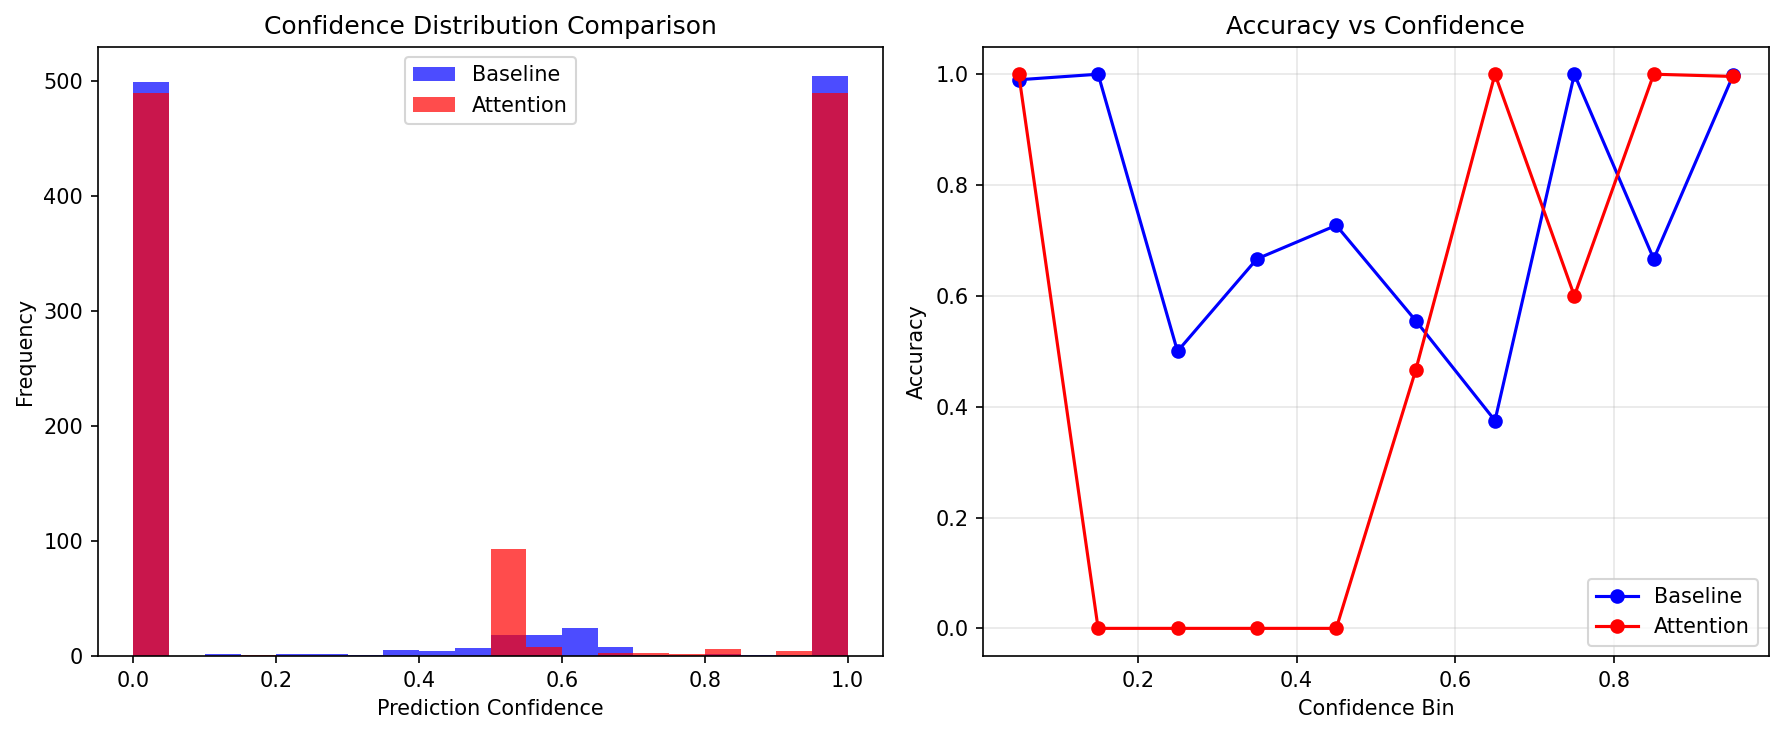 Confidence Distribution Comparison
Baseline
Attention
Frequency
500
400
300
200
100
0
0.0 0.2 0.4 0.6 0.8 1.0
Prediction Confidence
Accuracy vs Confidence
Accuracy
1.0
0.8
0.6
0.4
0.2
0.0
Baseline
Attention
0.2 0.4 0.6 0.8
Confidence Bin